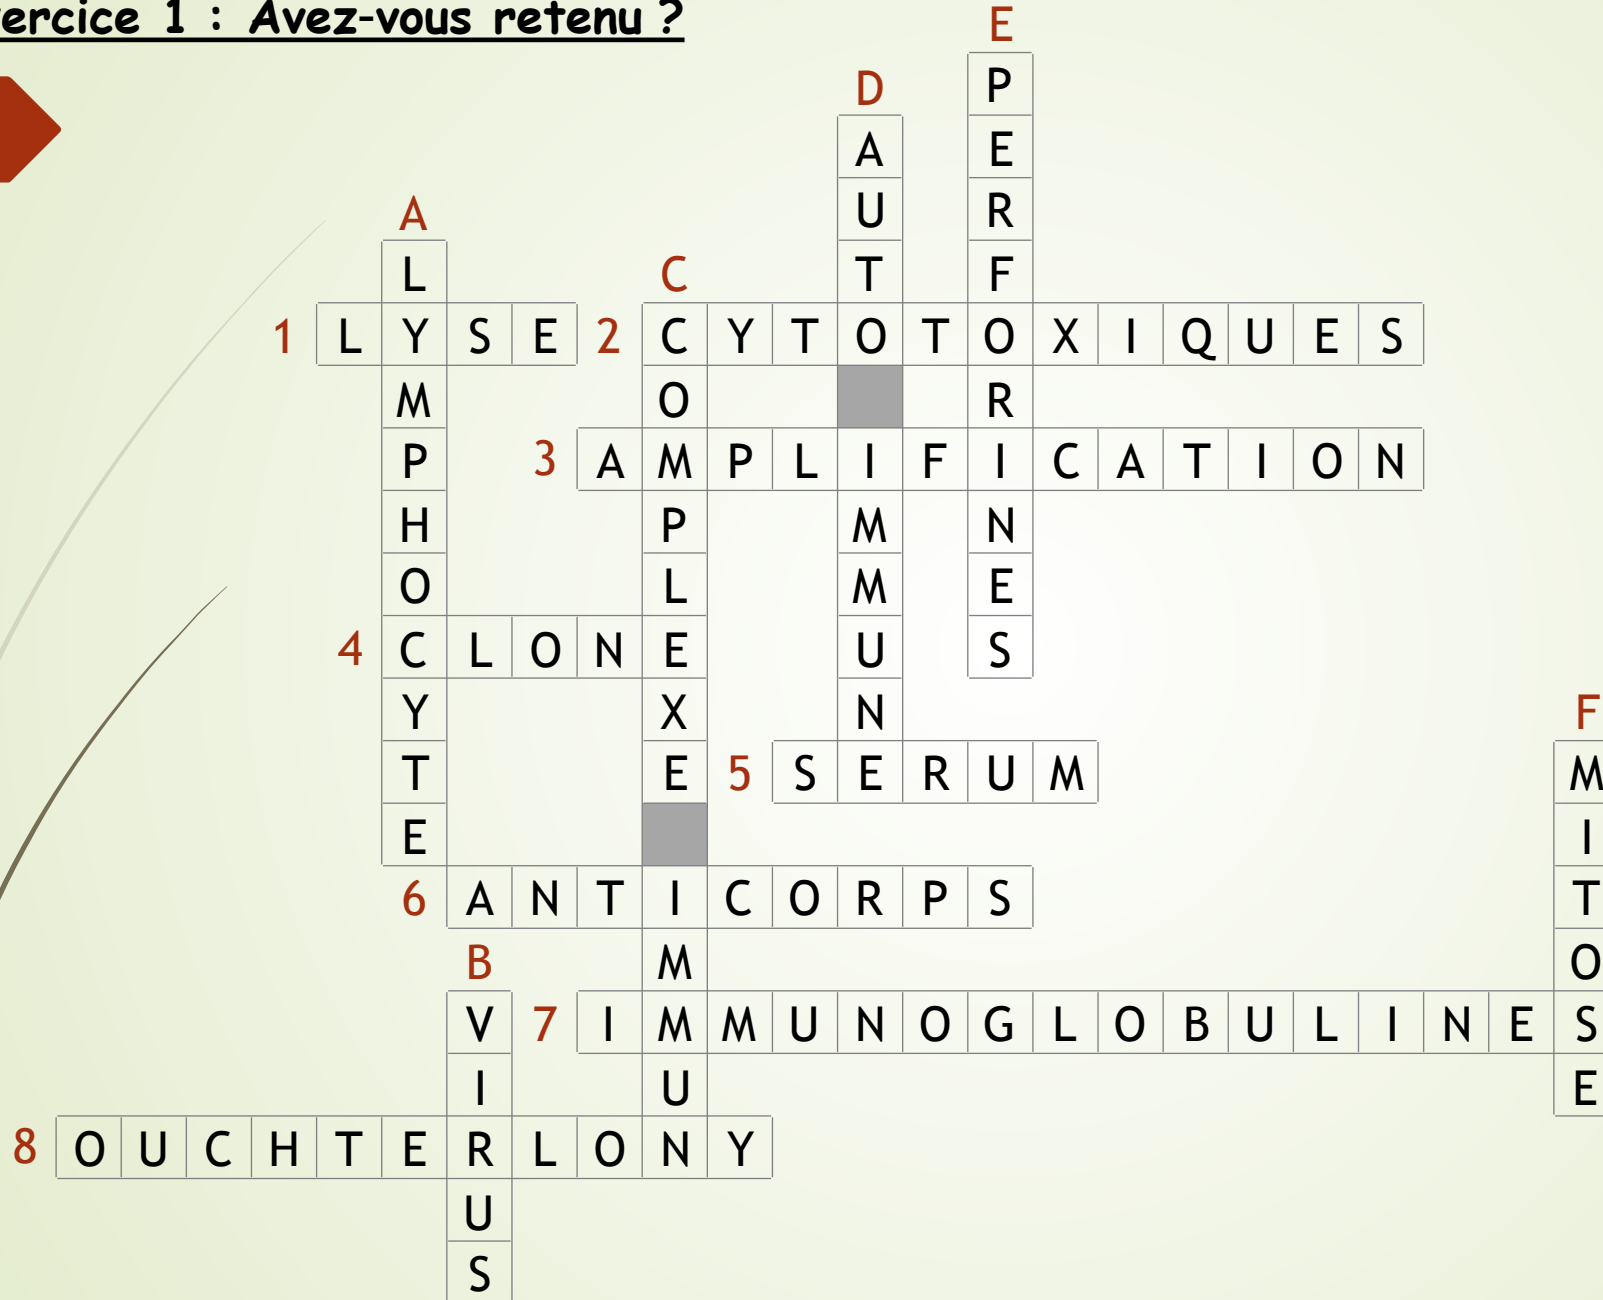 ercice 1 : Avez-vous retenu ?
E
P
D
A E
U R
A
L C T F
1 L Y S E 2 C Y T O T O X I Q U E S
M O R
P 3 A M P L I F I C A T I O N
H P M N
O L M E
4 C L O N E U S
Y X N F
T E 5 S E R U M M
E I
6 A N T I C O R P S T
B M O
V 7 I M M U N O G L O B U L I N E S
I U E
8 O U C H T E R L O N Y
U
S